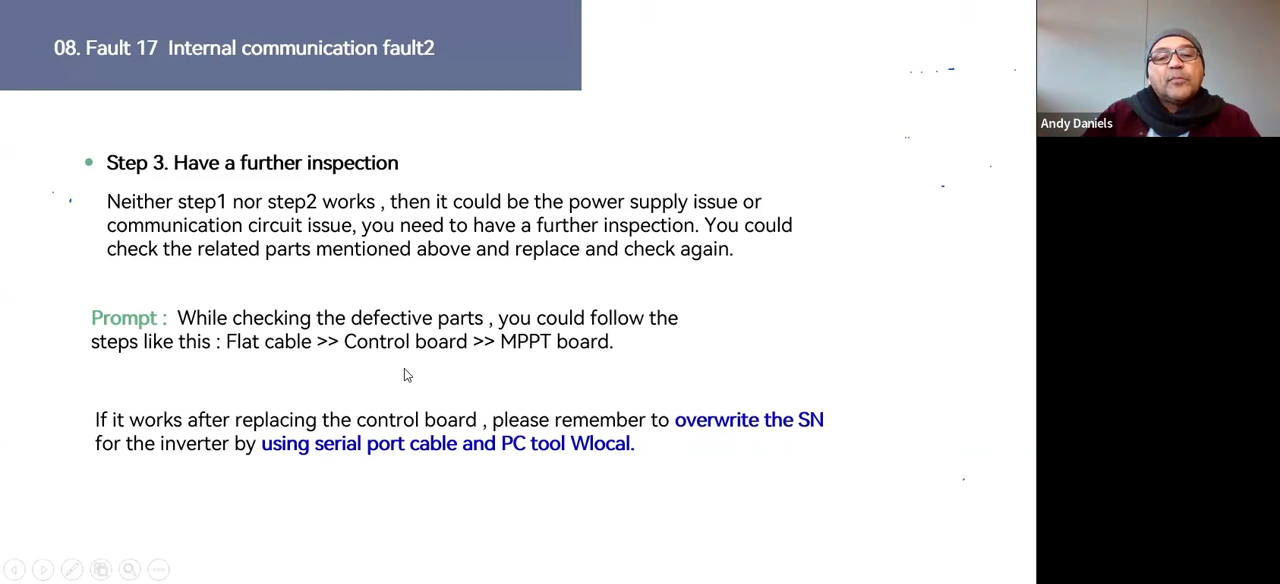 08. Fault 17 Internal communication fault2
Andy Daniels
Step 3. Have a further inspection
Neither step1 nor step2 works , then it could be the power supply issue or
communication circuit issue, you need to have a further inspection. You could
check the related parts mentioned above and replace and check again.
Prompt : While checking the defective parts , you could follow the
steps like this : Flat cable >> Control board >> MPPT board.
If it works after replacing the control board , please remember to overwrite the SN
for the inverter by using serial port cable and PC tool Wlocal.